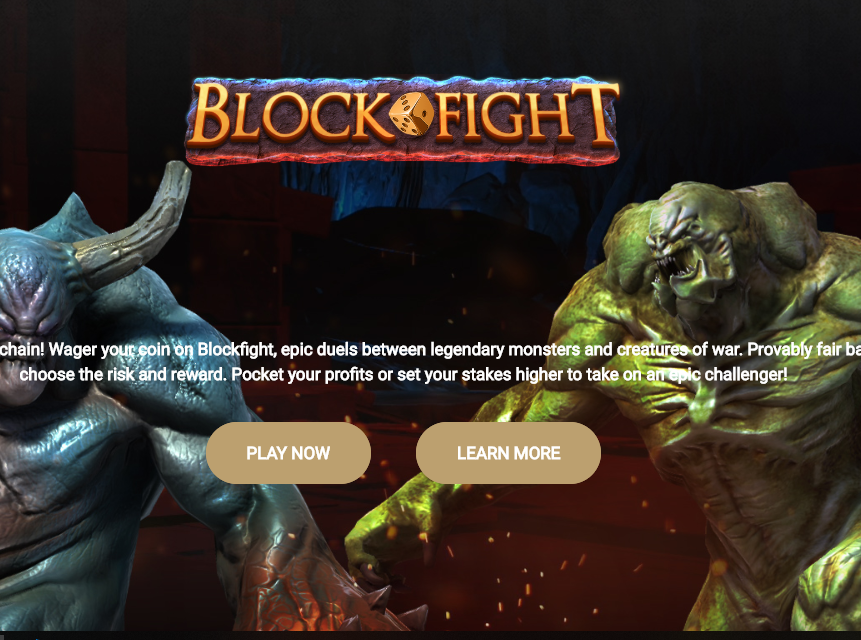 BLOCK FIGHT
chain! Wager your coin on Blockfight, epic duels between legendary monsters and creatures of war. Provably fair ba
choose the risk and reward. Pocket your profits or set your stakes higher to take on an epic challenger!
PLAY NOW
LEARN MORE